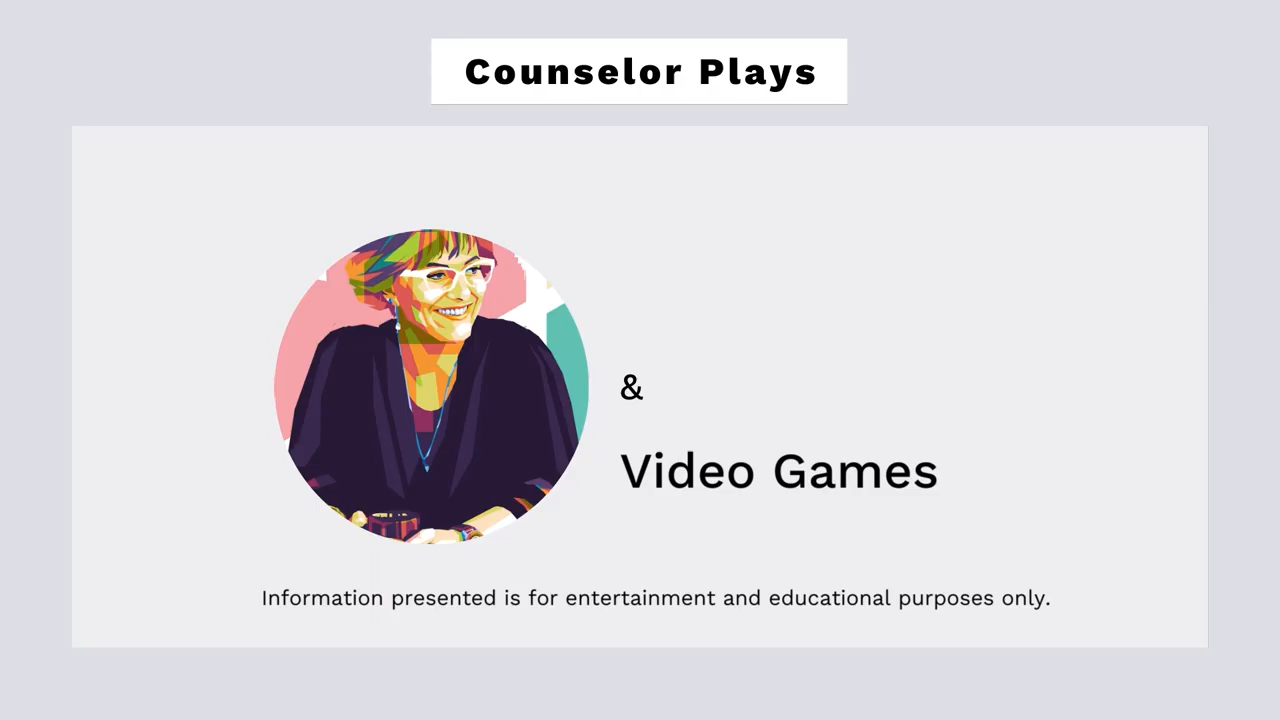 Counselor Plays
&
Video Games
Information presented is for entertainment and educational purposes only.